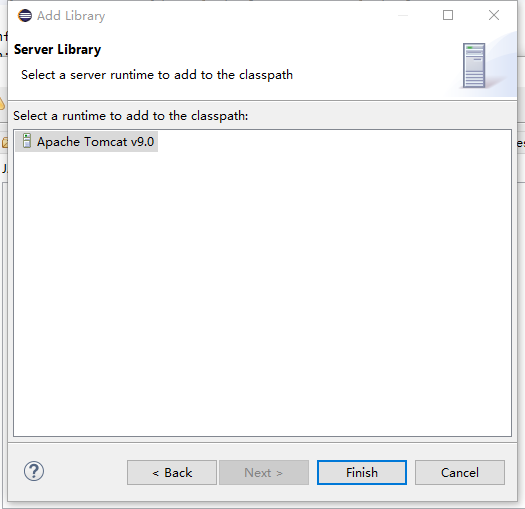 Add Library
Server Library
Select a server runtime to add to the classpath
Select a runtime to add to the classpath:
Apache Tomcat v9.0
?
< Back
Next >
Finish
Cancel